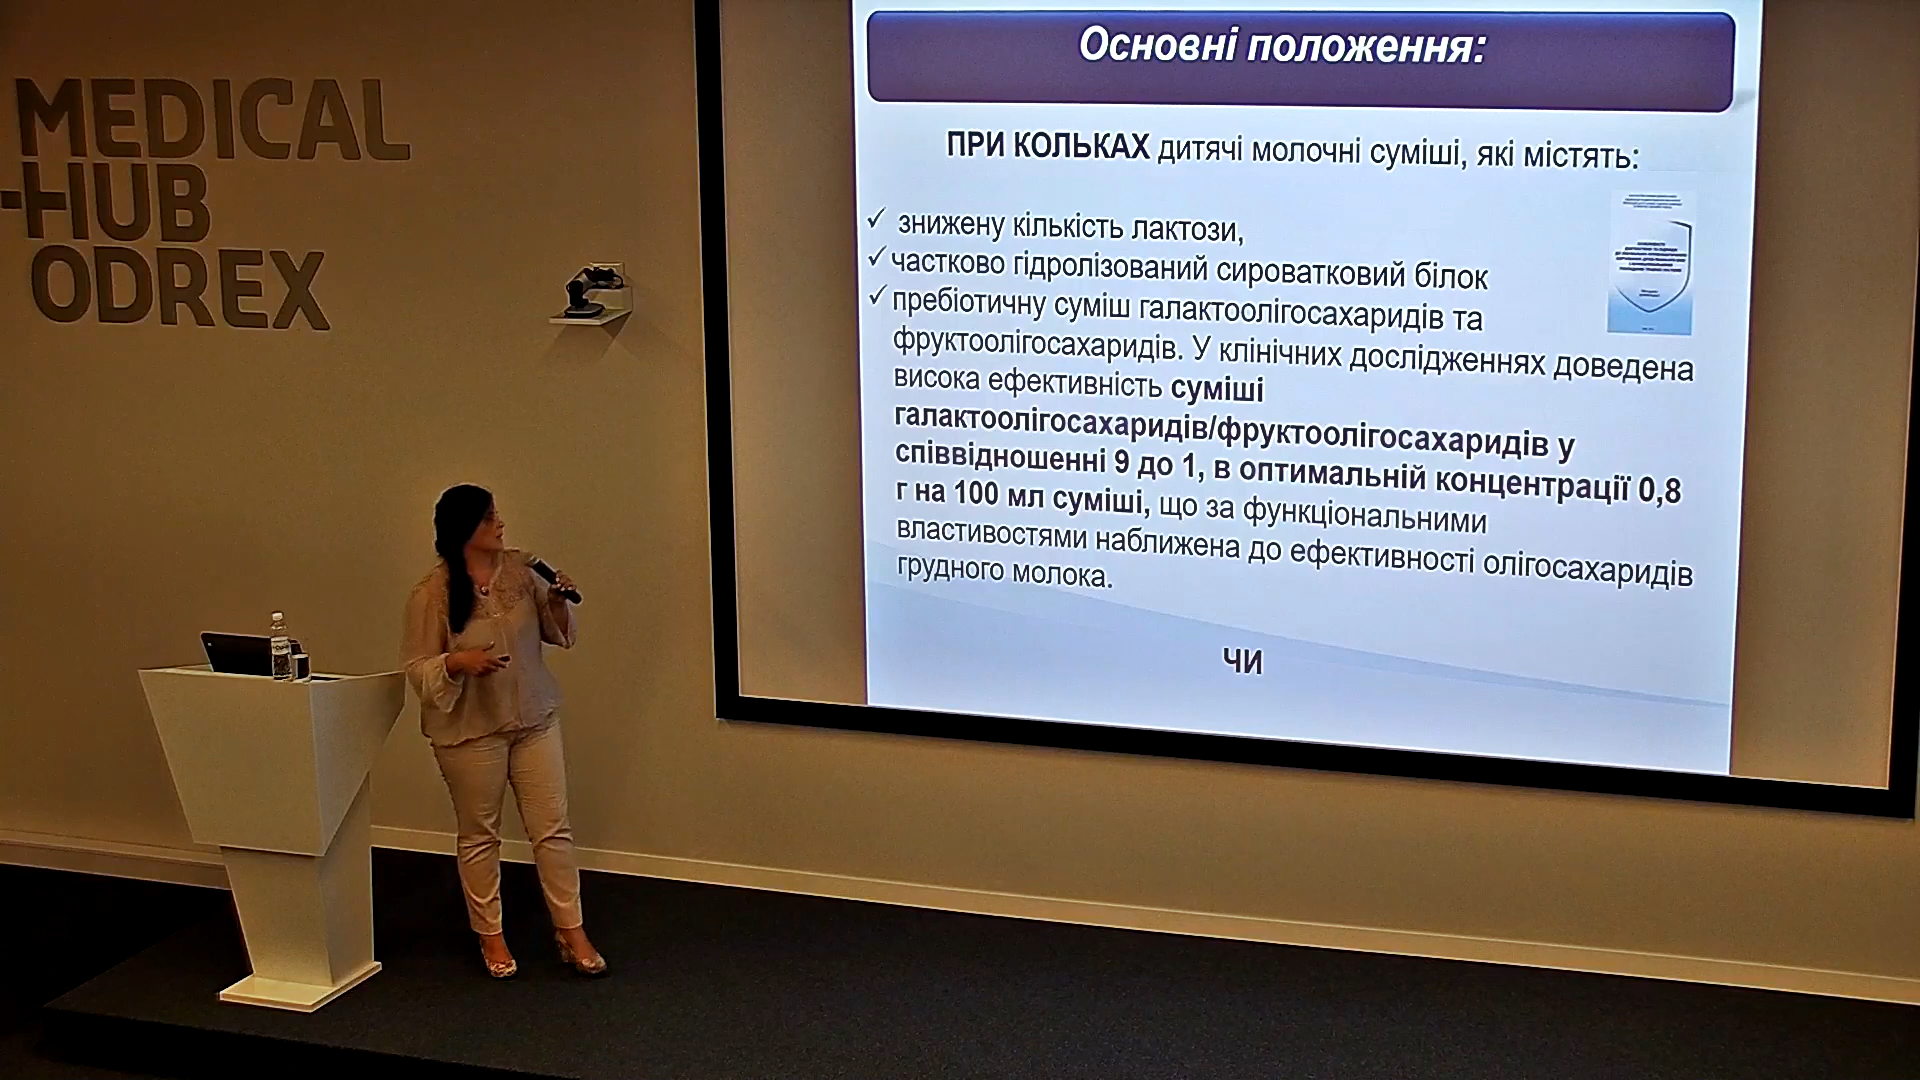 MEDICAL
HUB
ODREX
Основні положення:
ПРИ КОЛЬКАХ дитячі молочні суміші, які містять:
✓ знижену кількість лактози,
✓ частково гідролізований сироватковий білок
✓ пребіотичну суміш галактоолігосахаридів та
фруктоолігосахаридів. У клінічних дослідженнях доведена
висока ефективність суміші
галактоолігосахаридів/фруктоолігосахаридів у
співвідношенні 9 до 1, в оптимальній концентрації 0,8
г на 100 мл суміші, що за функціональними
властивостями наближена до ефективності олігосахаридів
грудного молока.
ЧИ